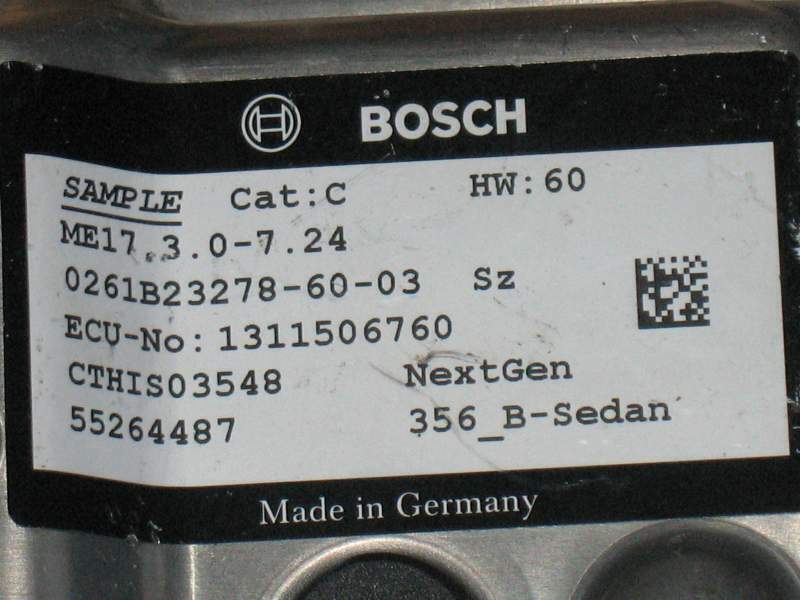 BOSCH
SAMPLE Cat:C HW:60
ME17.3.0-7.24
0261B23278-60-03 Sz
ECU-No: 1311506760
CTHIS03548 NextGen
55264487 356_B-Sedan
Made in Germany